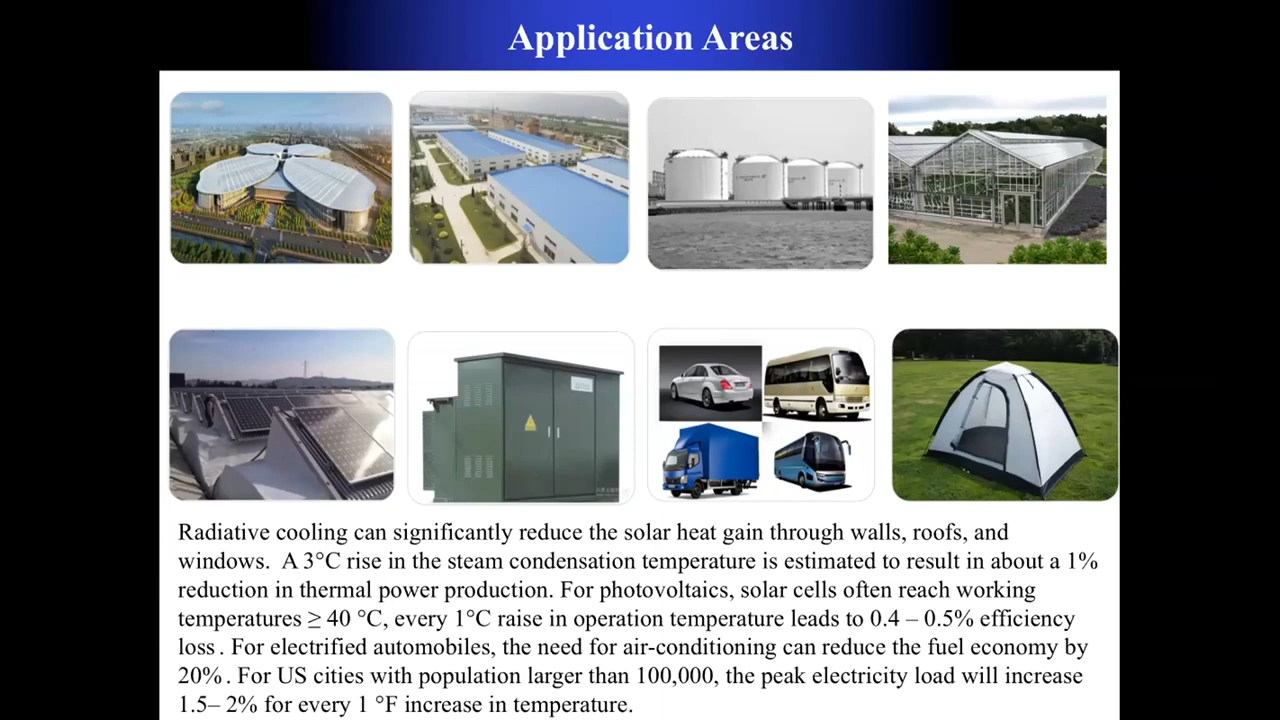 Application Areas
Radiative cooling can significantly reduce the solar heat gain through walls, roofs, and
windows.  A 3°C rise in the steam condensation temperature is estimated to result in about a 1%
reduction in thermal power production. For photovoltaics, solar cells often reach working
temperatures ≥ 40 °C, every 1°C raise in operation temperature leads to 0.4 – 0.5% efficiency
loss . For electrified automobiles, the need for air-conditioning can reduce the fuel economy by
20% . For US cities with population larger than 100,000, the peak electricity load will increase
1.5– 2% for every 1 °F increase in temperature.